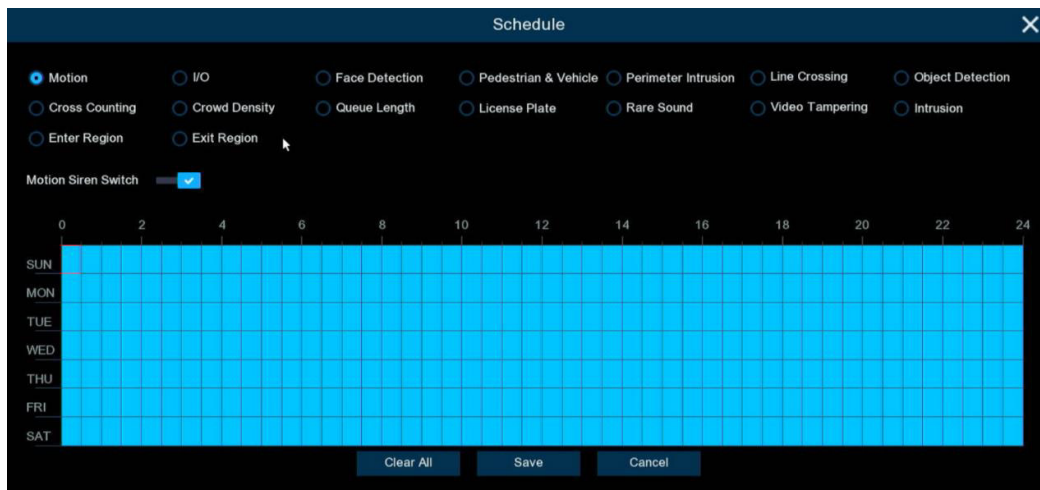 Schedule
Motion I/O Face Detection Pedestrian & Vehicle Perimeter Intrusion Line Crossing Object Detection
Cross Counting Crowd Density Queue Length License Plate Rare Sound Video Tampering Intrusion
Enter Region Exit Region
Motion Siren Switch
0 2 4 6 8 10 12 14 16 18 20 22 24
SUN
MON
TUE
WED
THU
FRI
SAT
Clear All Save Cancel